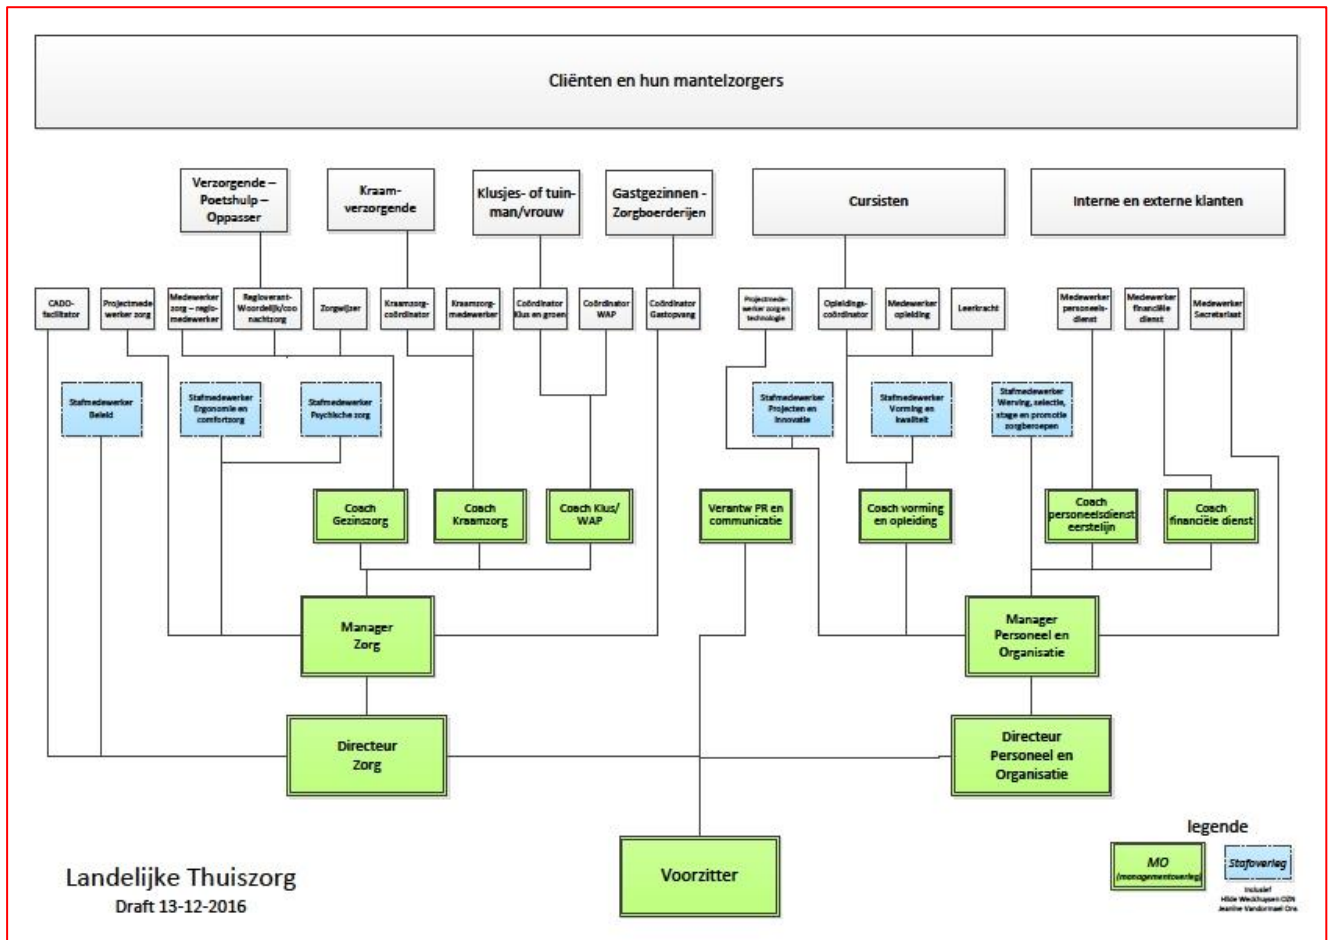 Cliënten en hun mantelzorgers
Verzorgende –
Poetshulp –
Oppasser
Kraam-
verzorgende
Klusjes- of tuin-
man/vrouw
Gastgezinnen -
Zorgboerderijen
Cursisten
Interne en externe klanten
CADO-
facilitator
Projectmede
werker zorg
Medewerker
zorg – regio-
medewerker
Regioverant-
Woordelijk/coo
nachtzorg
Zorgwijzer
Kraamzorg-
coördinator
Kraamzorg-
medewerker
Coördinator
Klus en groen
Coördinator
WAP
Coördinator
Gastopvang
Projectmede-
werker zorg en
technologie
Opleidings-
coördinator
Medewerker
opleiding
Leerkracht
Medewerker
personeels-
dienst
Medewerker
financiële
dienst
Medewerker
Secretariaat
Stafmedewerker
Beleid
Stafmedewerker
Ergonomie en
comfortzorg
Stafmedewerker
Psychische zorg
Stafmedewerker
Projecten en
Innovatie
Stafmedewerker
Vorming en
kwaliteit
Stafmedewerker
Werving, selectie,
stage en promotie
zorgberoepen
Coach
Gezinszorg
Coach
Kraamzorg
Coach Klus/
WAP
Verantw PR en
communicatie
Coach vorming
en opleiding
Coach
personeelsdienst
eerstelijn
Coach
financiële dienst
Manager
Zorg
Manager
Personeel en
Organisatie
Directeur
Zorg
Directeur
Personeel en
Organisatie
Voorzitter
Landelijke Thuiszorg
Draft 13-12-2016
legende
MO
(managementoverleg)
Stafoverleg
Inclusief
Hilde Weckhuysen OZN
Jeanine Vandormael Ons